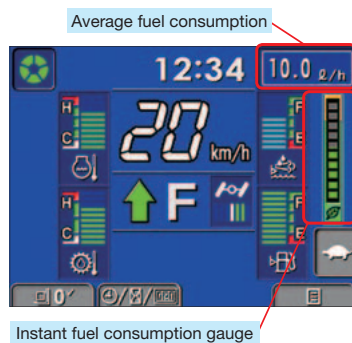 Average fuel consumption
12:34
10.0 ℓ/h
H
C
20 km/h
F
E
H
C
F
F
E
0
Instant fuel consumption gauge